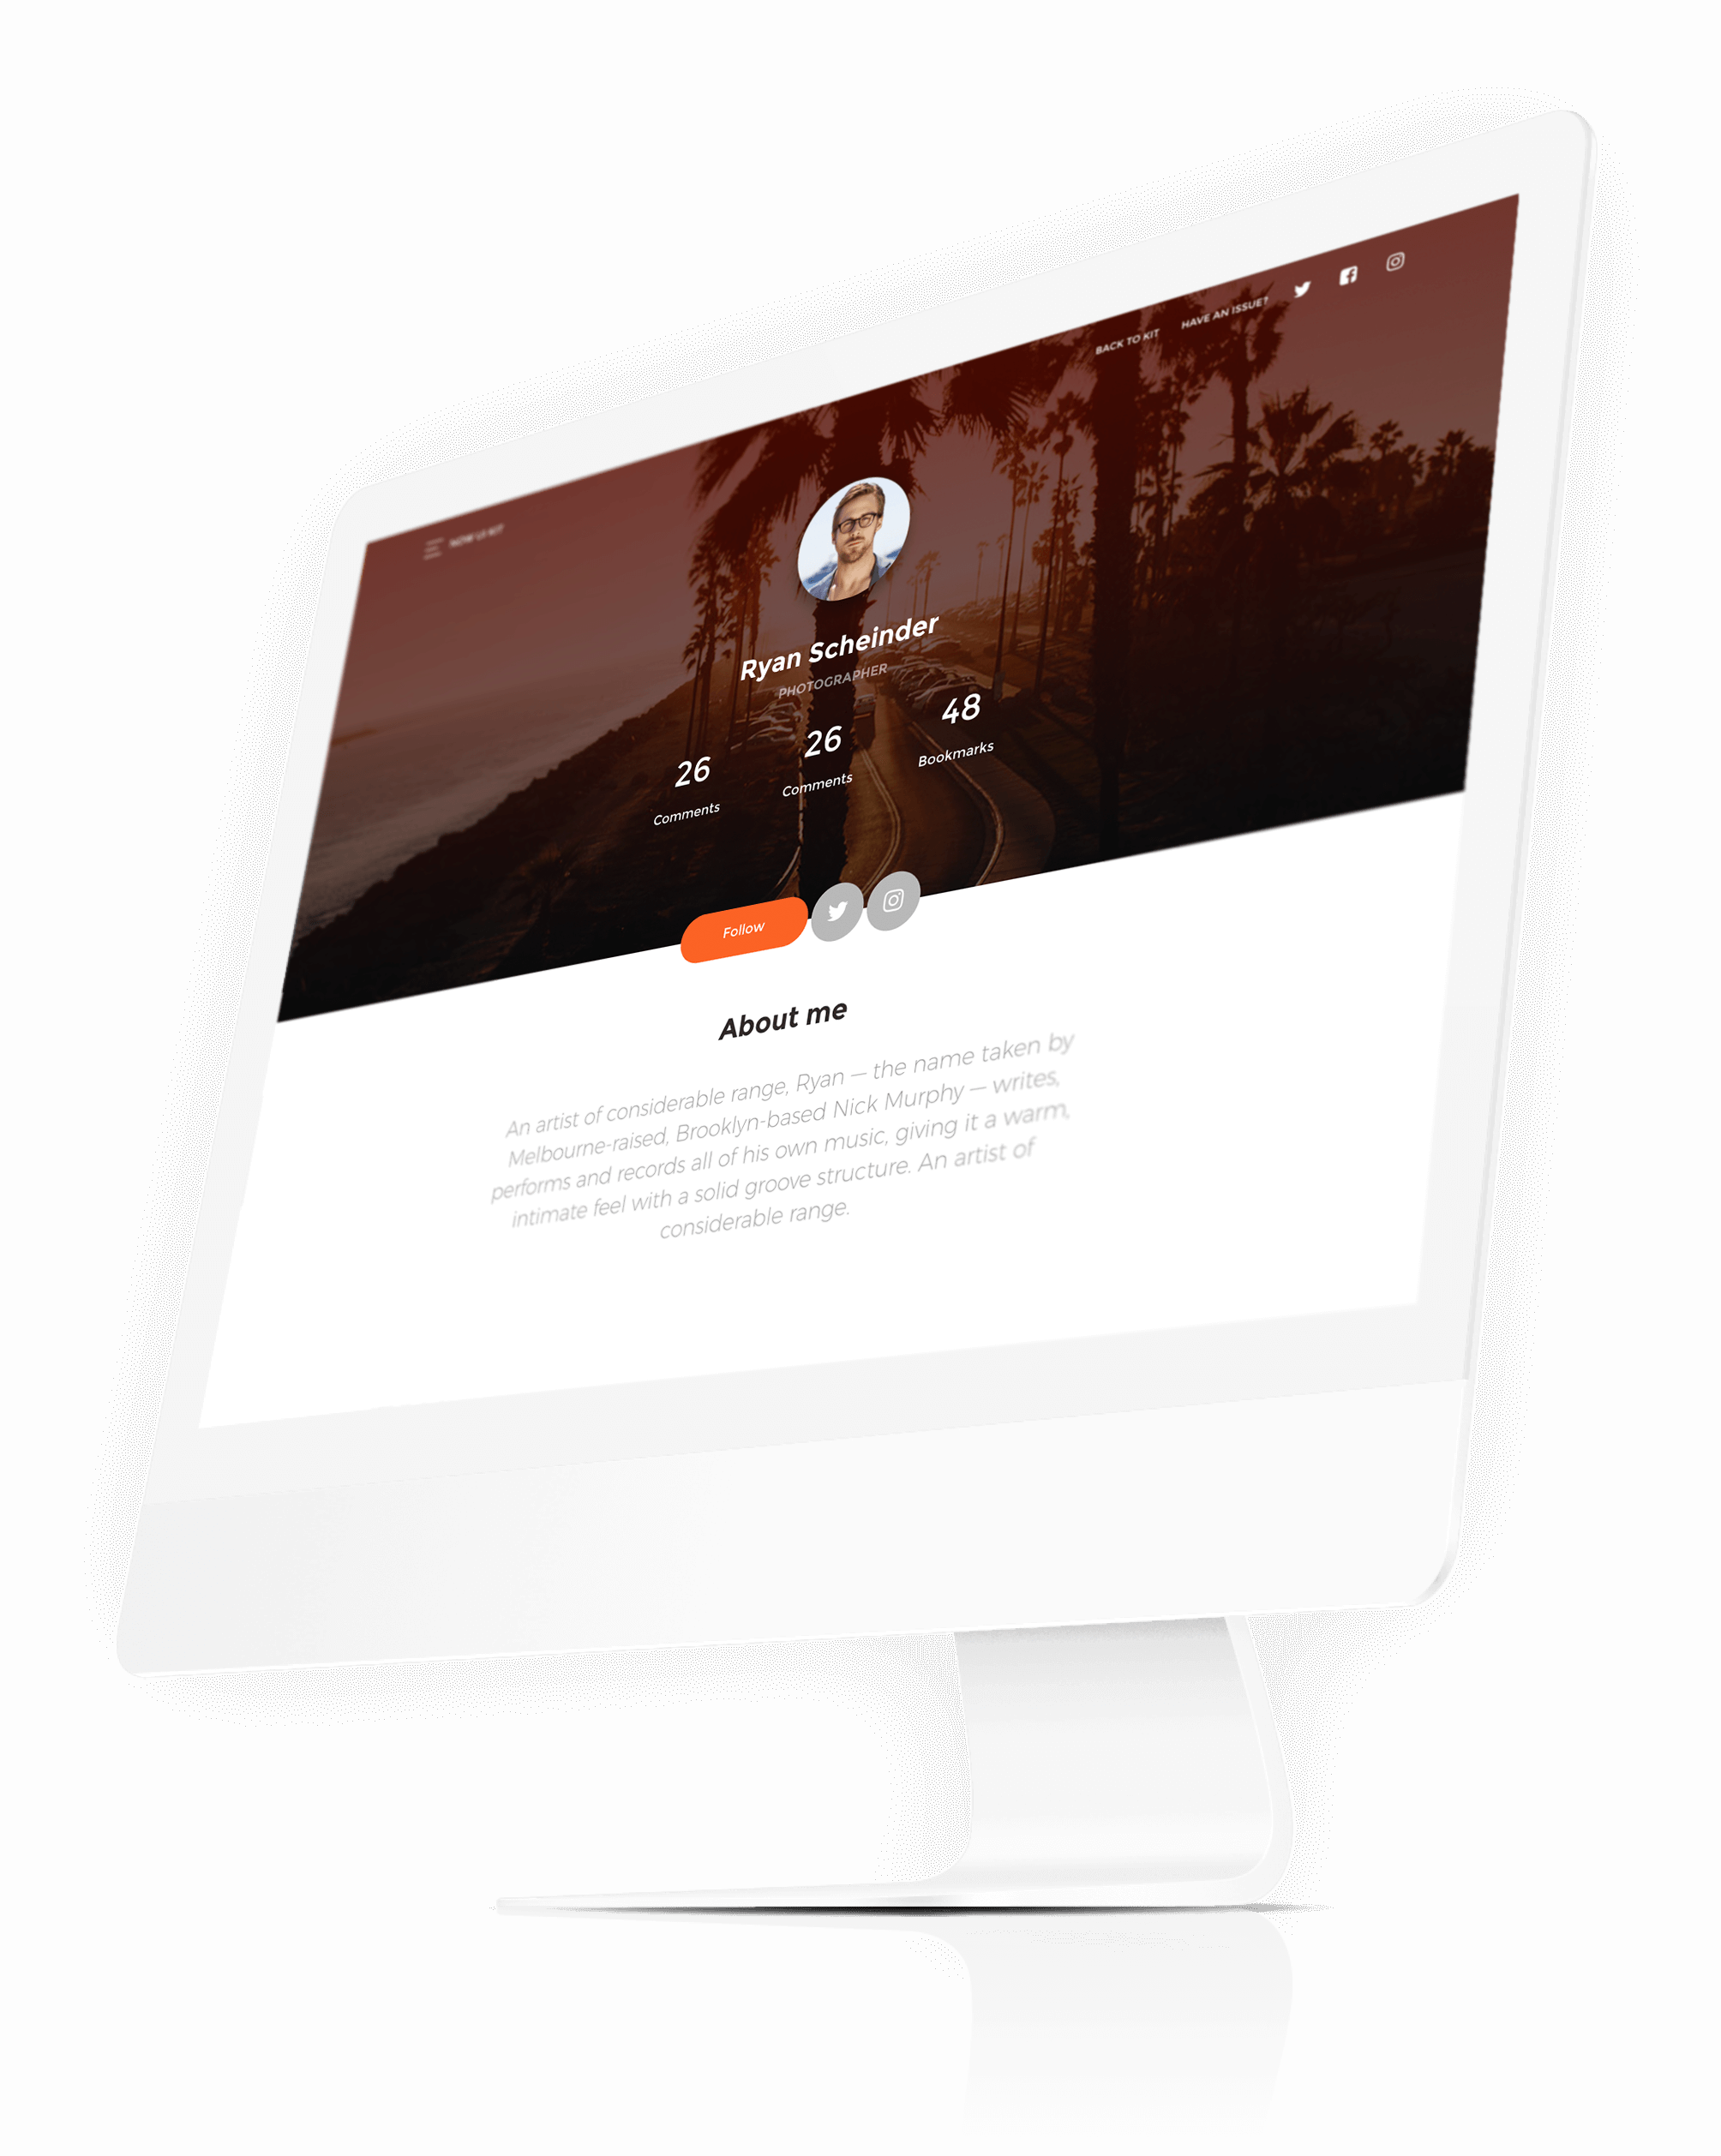 NOW UI KIT
BACK TO KIT
HAVE AN ISSUE?
Ryan Scheinder
PHOTOGRAPHER
26
Comments
26
Comments
48
Bookmarks
Follow
About me
An artist of considerable range, Ryan — the name taken by
Melbourne-raised, Brooklyn-based Nick Murphy — writes,
performs and records all of his own music, giving it a warm,
intimate feel with a solid groove structure. An artist of
considerable range.